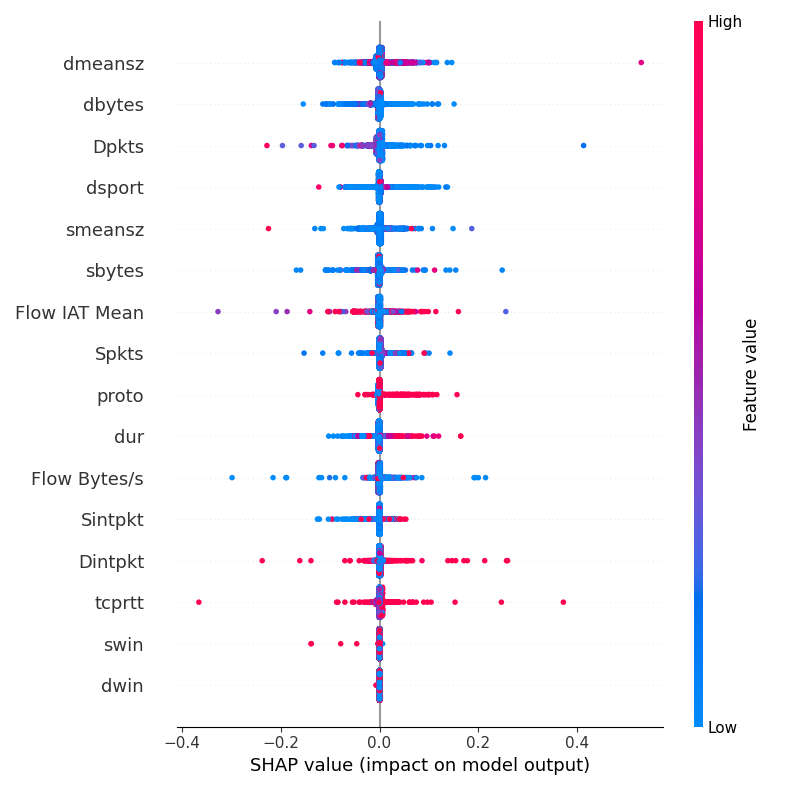 High
dmeansz
dbytes
Dpkts
dsport
smeansz
sbytes
Flow IAT Mean
Spkts
proto
dur
Flow Bytes/s
Sintpkt
Dintpkt
tcprtt
swin
dwin
Feature value
Low
−0.4 −0.2 0.0 0.2 0.4
SHAP value (impact on model output)